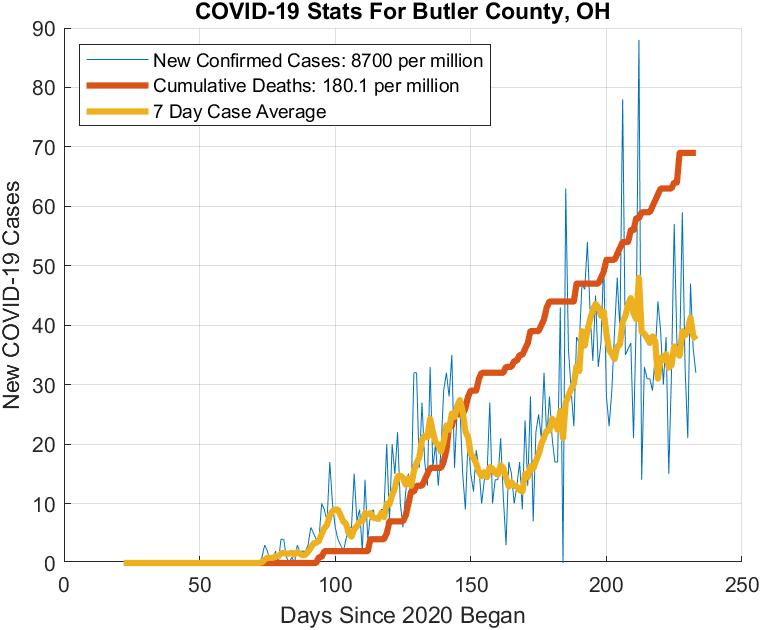 COVID-19 Stats For Butler County, OH
New Confirmed Cases: 8700 per million
Cumulative Deaths: 180.1 per million
7 Day Case Average
New COVID-19 Cases
90
80
70
60
50
40
30
20
10
0
0 50 100 150 200 250
Days Since 2020 Began